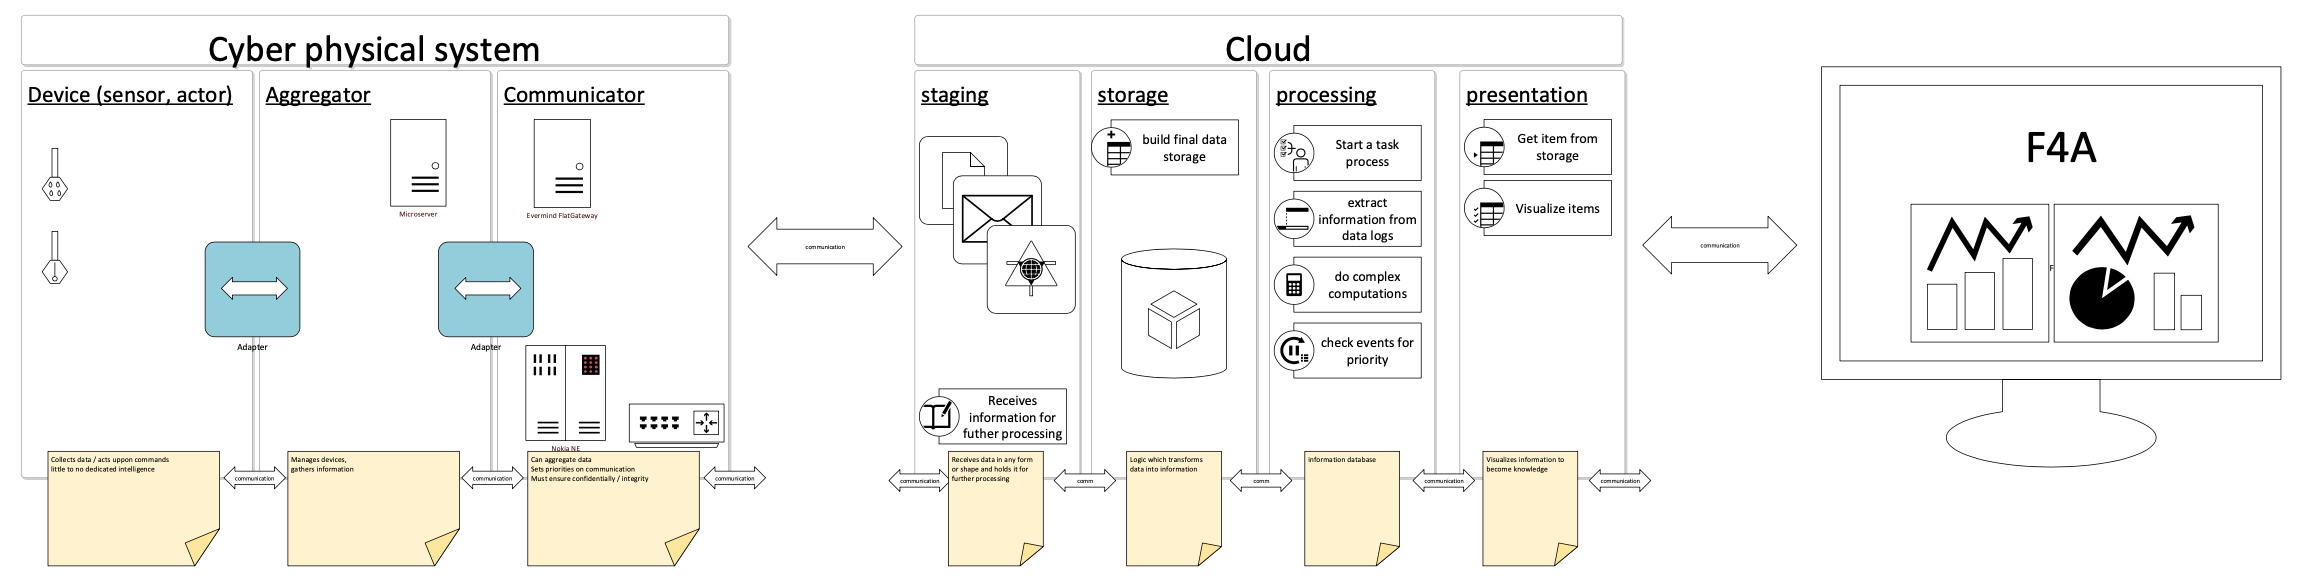 Cyber physical system
Device (sensor, actor)
Aggregator
Communicator
Microserver
Evermind FlatGateway
Adapter
Adapter
Nokia NE
Collects data / acts uppon commands
little to no dedicated intelligence
communication
Manages devices,
gathers information
communication
Can aggregate data
Sets priorities on communication
Must ensure confidentially / integrity
communication
communication
Cloud
staging
storage
processing
presentation
build final data
storage
Start a task
process
extract
information from
data logs
do complex
computations
check events for
priority
Get item from
storage
Visualize items
Receives
information for
futher processing
communication
Receives data in any form
or shape and holds it for
further processing
comm
Logic which transforms
data into information
comm
information database
communication
Visualizes information to
become knowledge
communication
communication
F4A
F